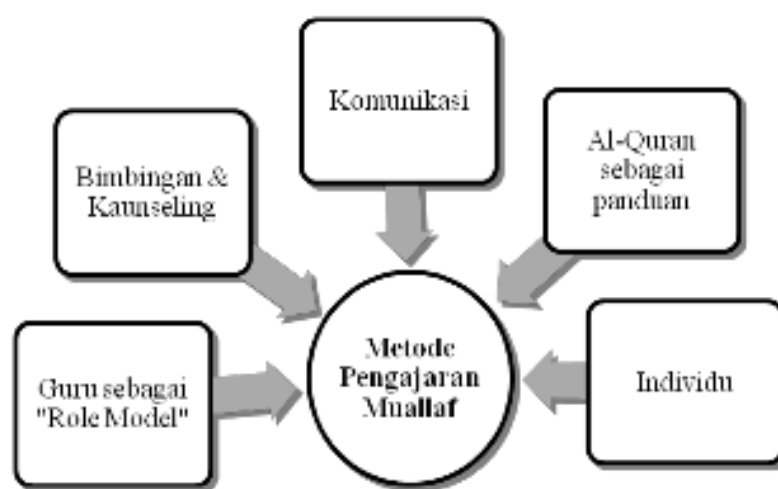 Komunikasi
Bimbingan &
Kaunseling
Al-Quran
sebagai
panduan
Guru sebagai
"Role Model"
Metode
Pengajaran
Muallaf
Individu